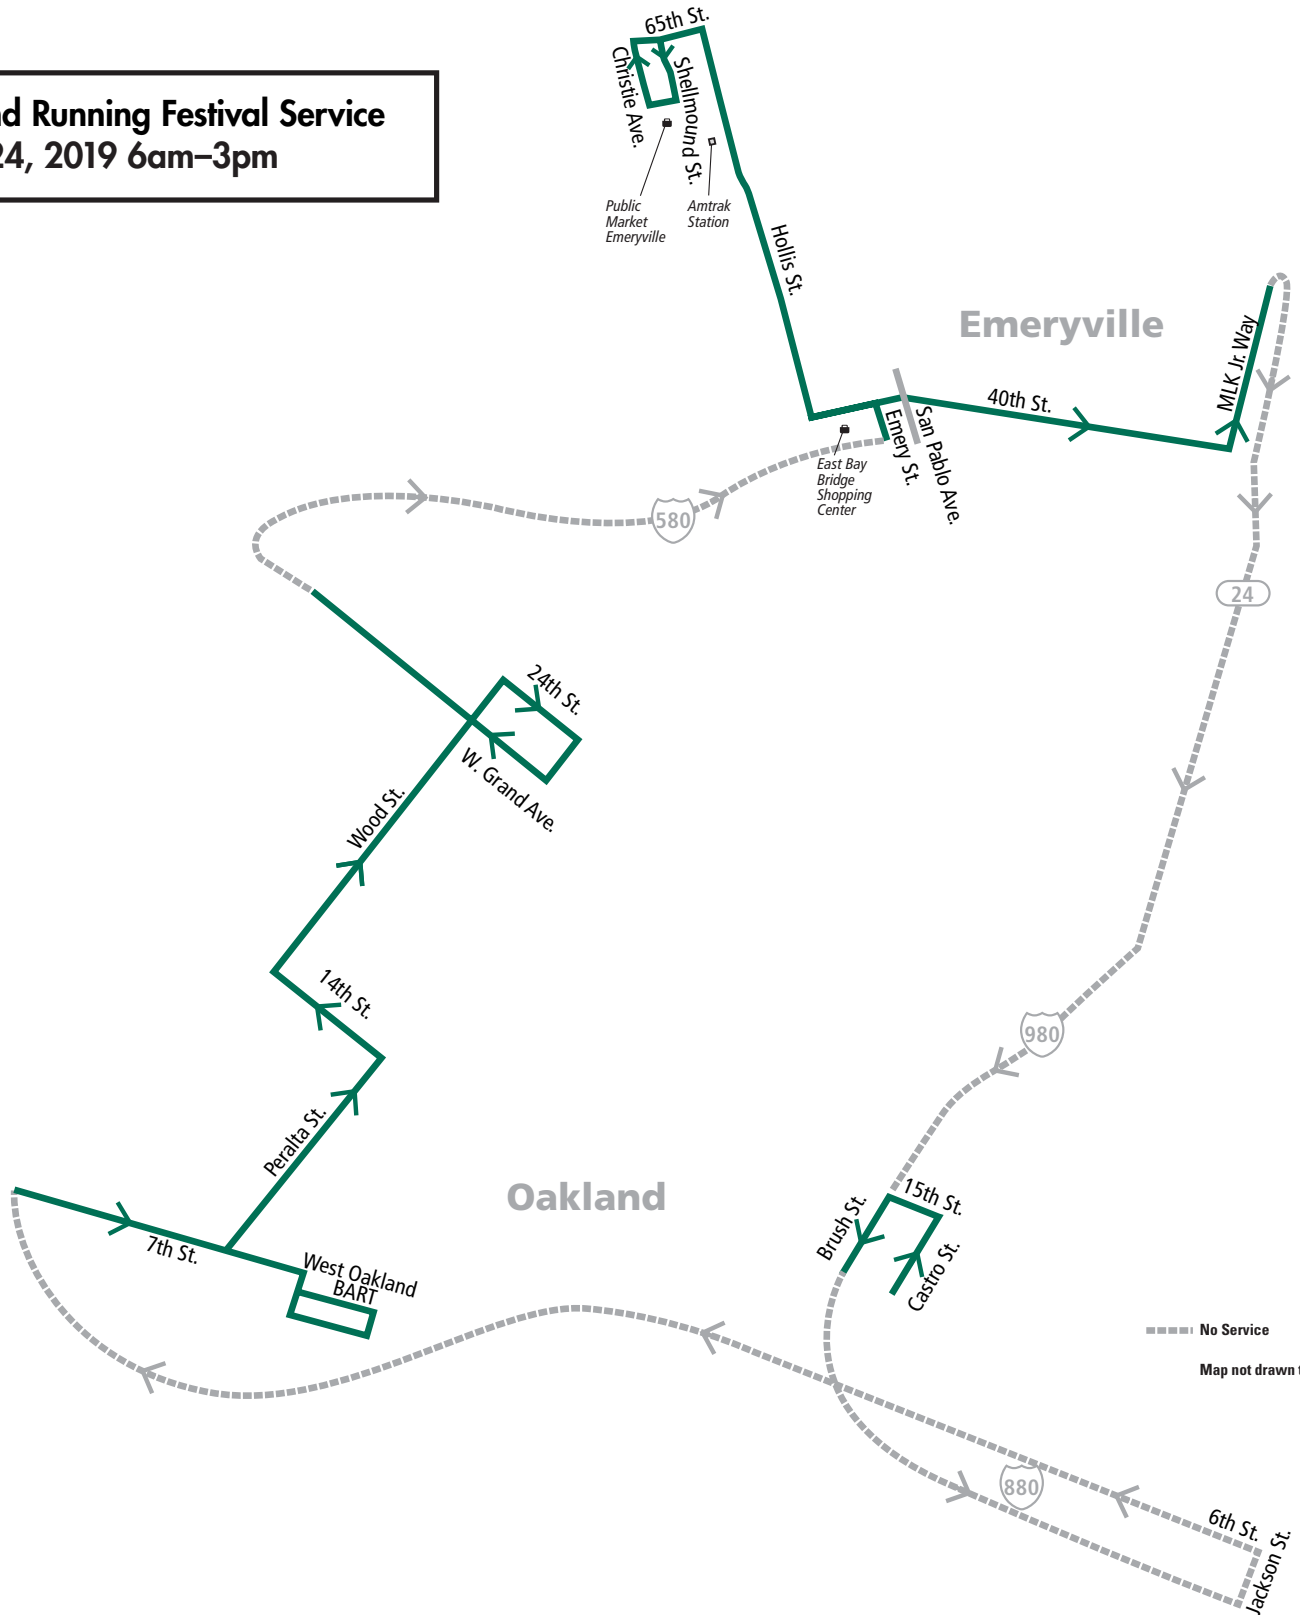 65th St.
Christie Ave.
Shellmound St.
d Running Festival Service
24, 2019 6am–3pm
Public
Market
Emeryville
Amtrak
Station
Hollis St.
Emeryville
MLK Jr. Way
40th St.
Emery St.
San Pablo Ave.
East Bay
Bridge
Shopping
Center
580
24
24th St.
W. Grand Ave.
Wood St.
14th St.
980
Peralta St.
Oakland
15th St.
Brush St.
Castro St.
7th St.
West Oakland
BART
No Service
Map not drawn t
880
6th St.
Jackson St.